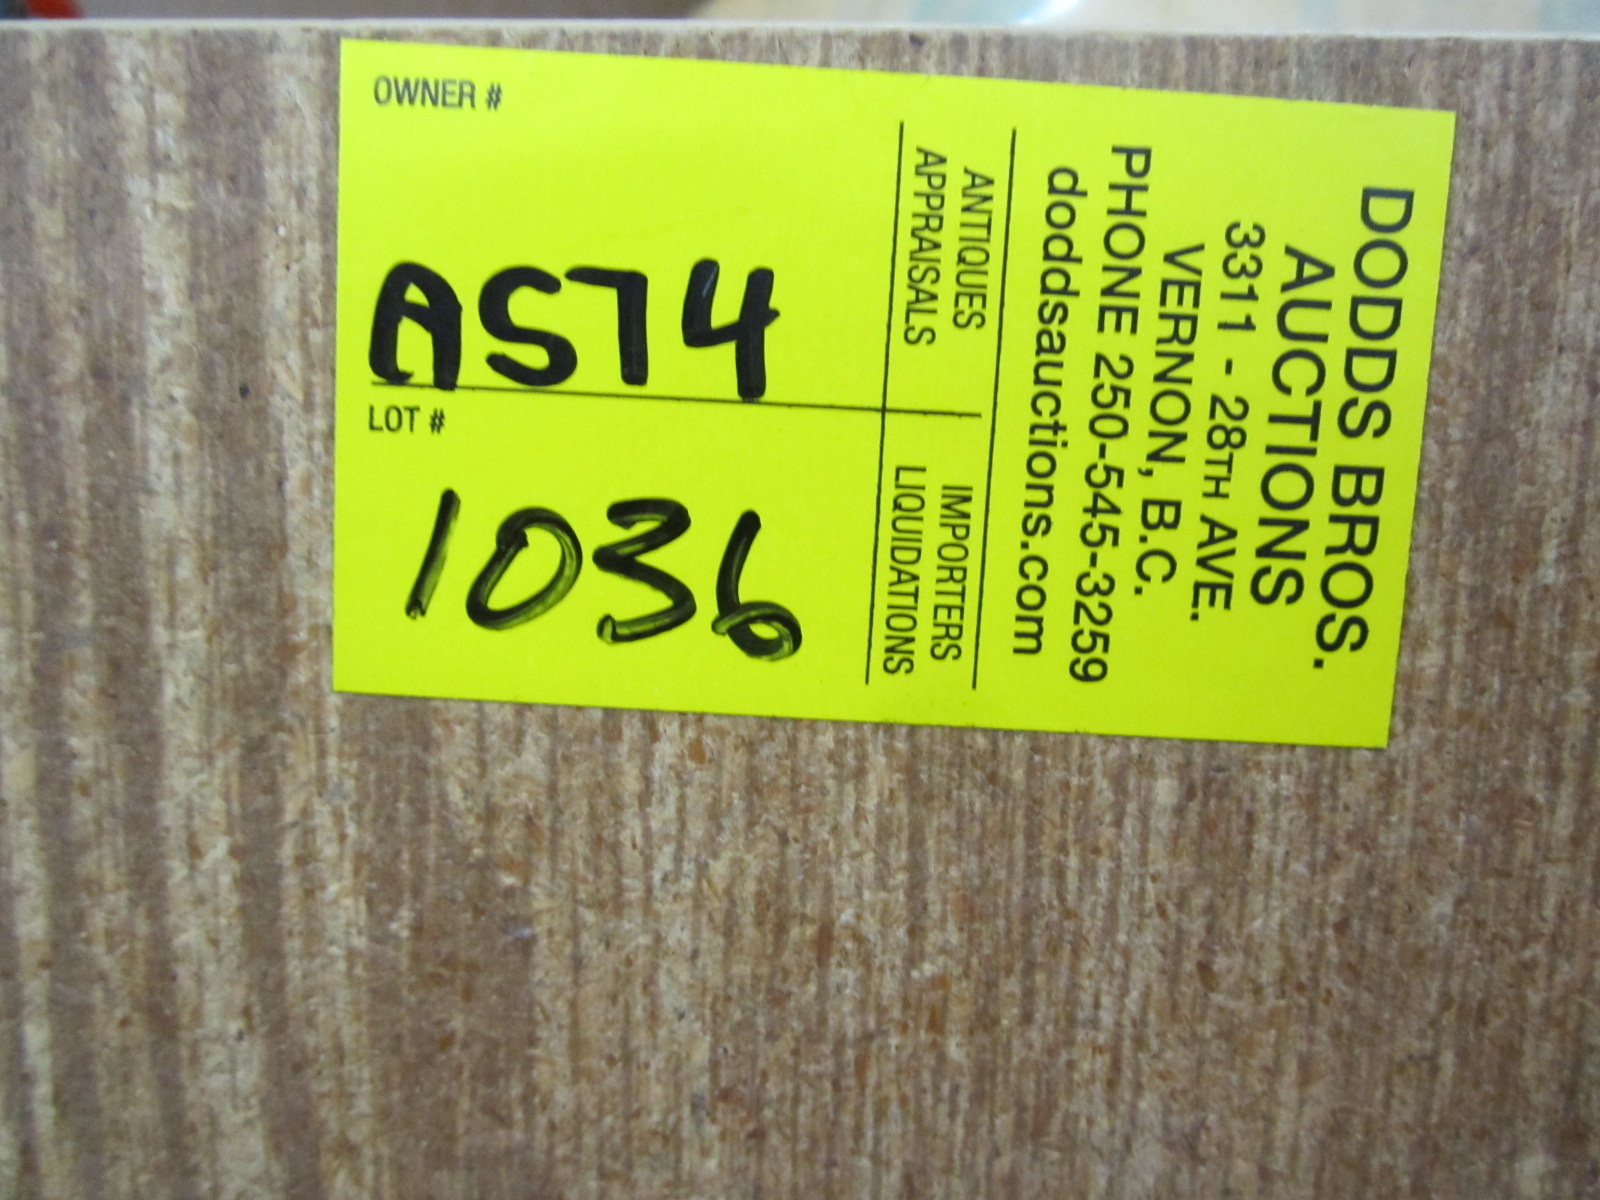 DODDS BROS.
AUCTIONS
3311 - 28TH AVE.
VERNON, B.C.
PHONE 250-545-3259
doddsauctions.com
ANTIQUES
APPRAISALS
IMPORTERS
LIQUIDATIONS
OWNER #
A574
LOT #
1036